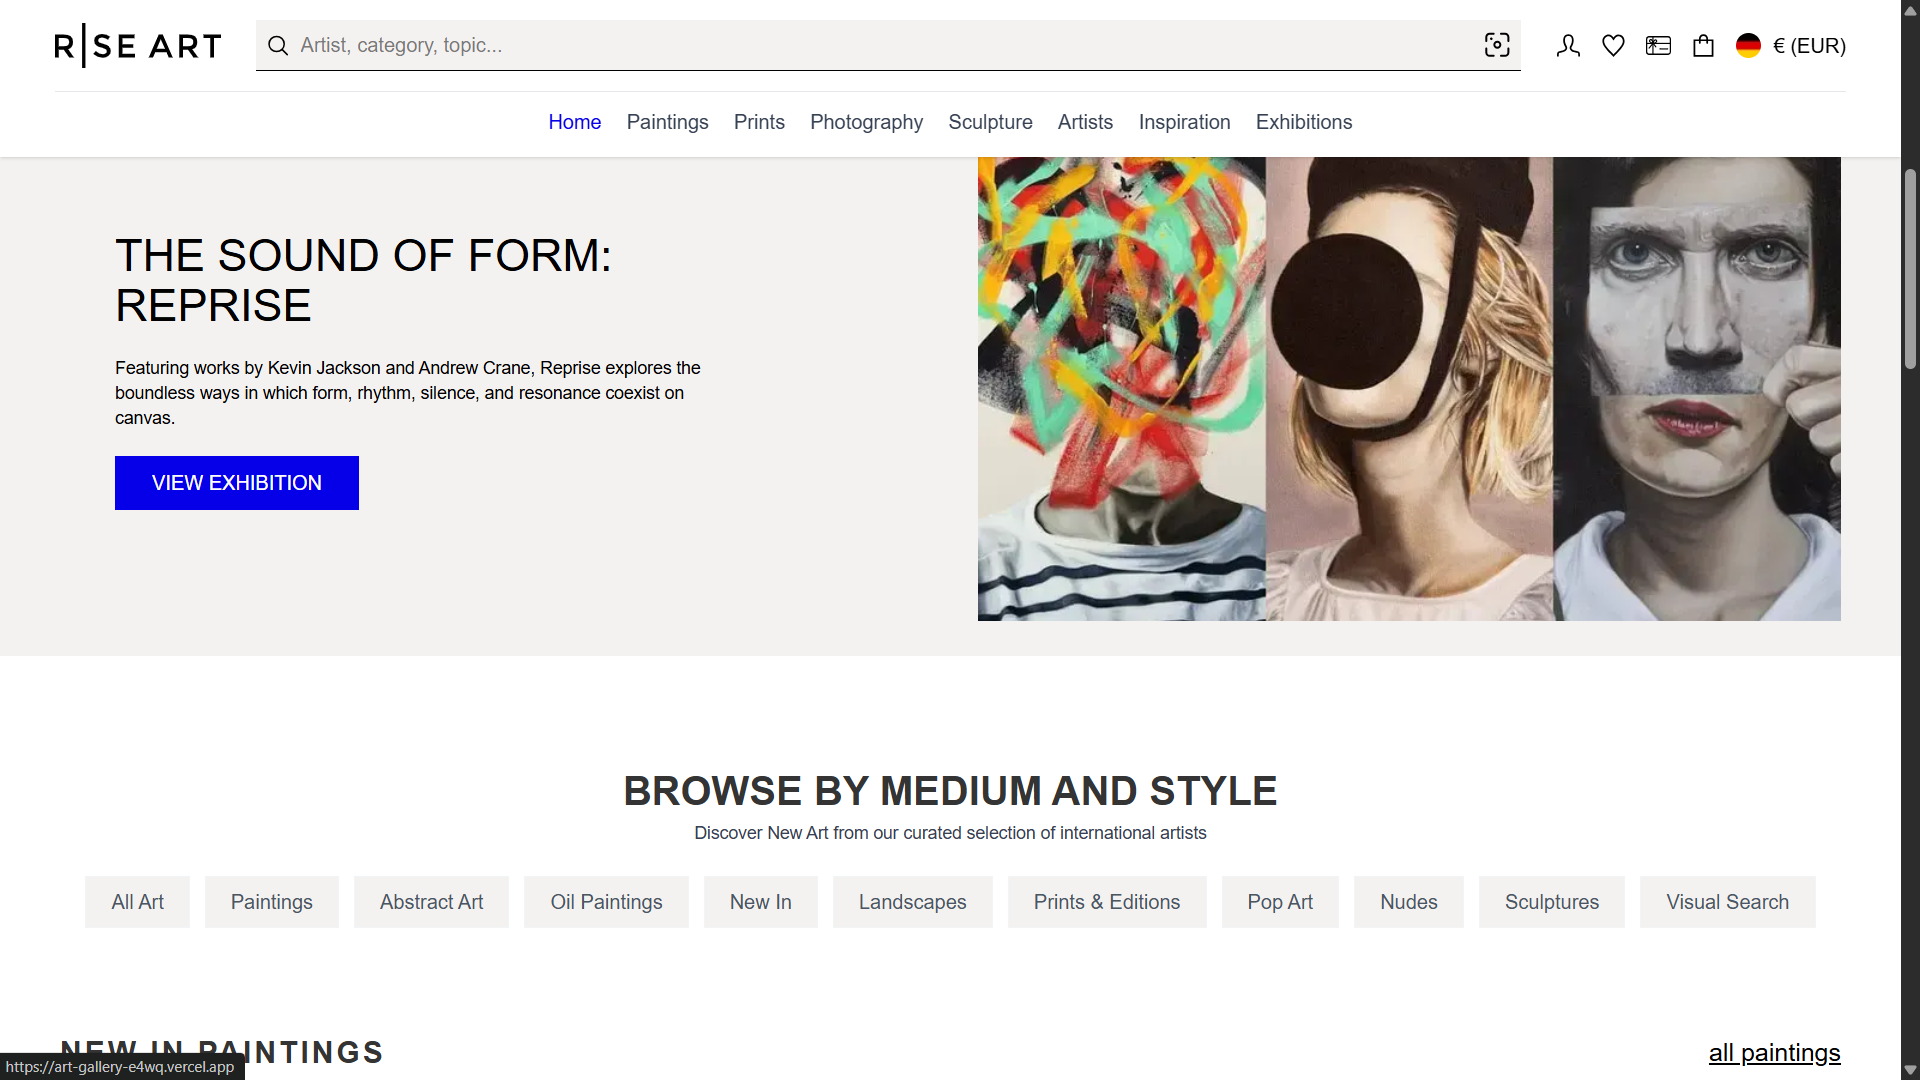 R|SE ART
Artist, category, topic...
€ (EUR)
Home Paintings Prints Photography Sculpture Artists Inspiration Exhibitions
THE SOUND OF FORM:
REPRISE
Featuring works by Kevin Jackson and Andrew Crane, Reprise explores the
boundless ways in which form, rhythm, silence, and resonance coexist on
canvas.
VIEW EXHIBITION
BROWSE BY MEDIUM AND STYLE
Discover New Art from our curated selection of international artists
All Art Paintings Abstract Art Oil Paintings New In Landscapes Prints & Editions Pop Art Nudes Sculptures Visual Search
NEW IN PAINTINGS
all paintings
https://art-gallery-e4wq.vercel.app